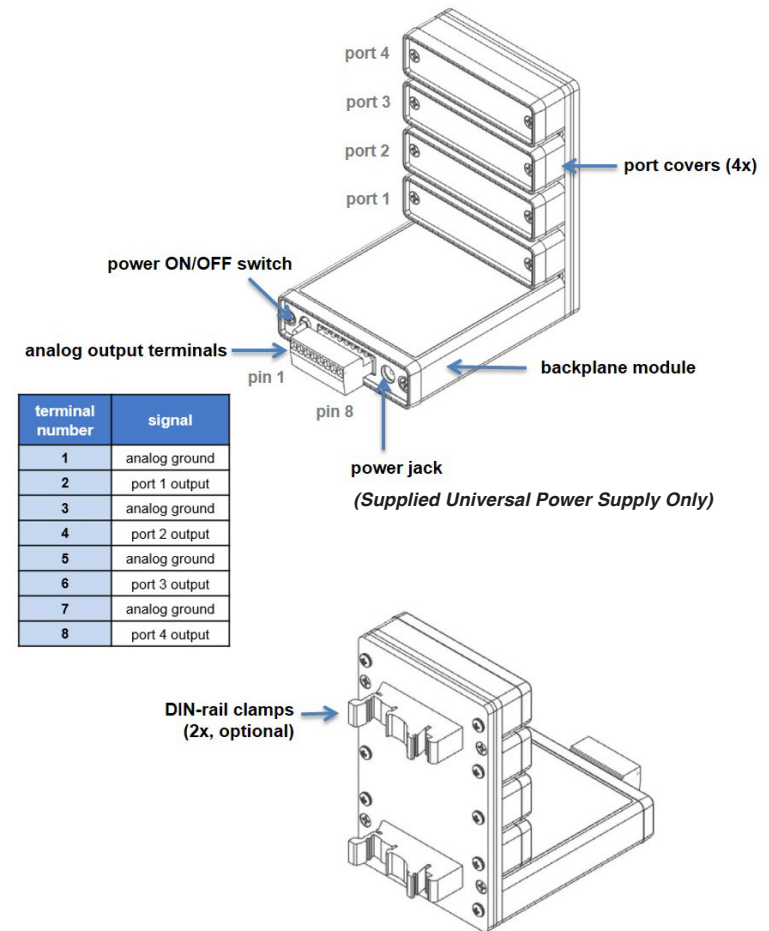 port 4
port 3
port 2
port covers (4x)
port 1
power ON/OFF switch
analog output terminals
pin 1
backplane module
pin 8
power jack
(Supplied Universal Power Supply Only)
terminal number signal
1 analog ground
2 port 1 output
3 analog ground
4 port 2 output
5 analog ground
6 port 3 output
7 analog ground
8 port 4 output
DIN-rail clamps
(2x, optional)